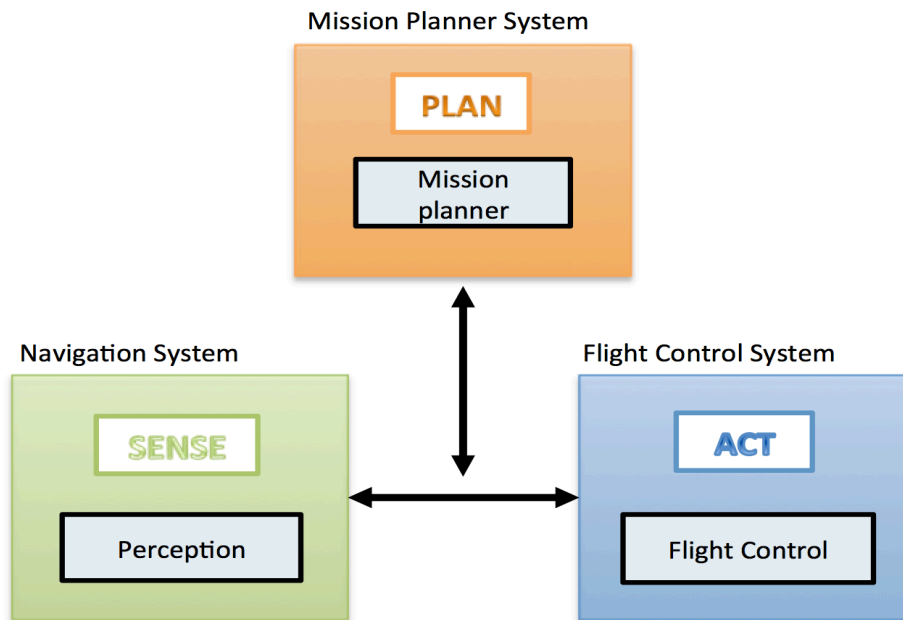 Mission Planner System
PLAN
Mission
planner
Navigation System
SENSE
Perception
Flight Control System
ACT
Flight Control